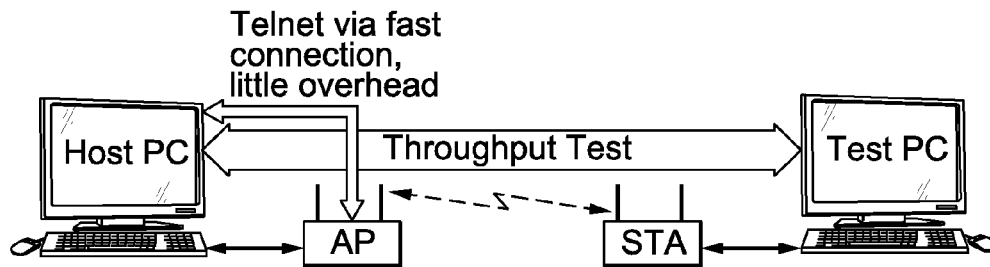 Telnet via fast
connection,
little overhead
Host PC
Throughput Test
Test PC
AP
STA